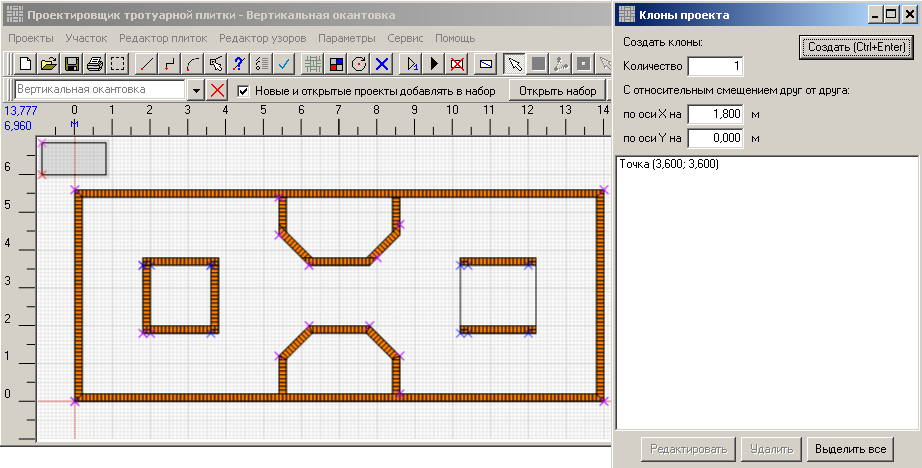 Проектировщик тротуарной плитки - Вертикальная окантовка
Проекты Участок Редактор плиток Редактор узоров Параметры Сервис Помощь
Вертикальная окантовка
Новые и открытые проекты добавлять в набор
Открыть набор
13,777
6,960
м
0 1 2 3 4 5 6 7 8 9 10 11 12 13 14
6
5
4
3
2
1
0
Клоны проекта
Создать клоны:
Создать (Ctrl+Enter)
Количество 1
С относительным смещением друг от друга:
по оси X на 1,800 м
по оси Y на 0,000 м
Точка (3,600; 3,600)
Редактировать Удалить Выделить все